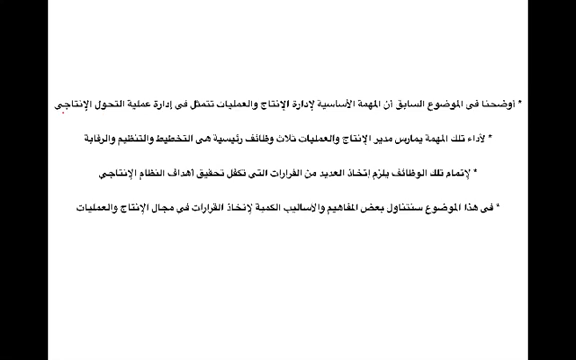 * أوضحنا فى الموضوع السابق أن المهمة الأساسية لإدارة الإنتاج والعمليات تتمثل فى إدارة عملية التحول الإنتاجى
* لأداء تلك المهمة يمارس مدير الإنتاج والعمليات ثلاث وظائف رئيسية هى التخطيط والتنظيم والرقابة
* لإتمام تلك الوظائف يلزم إتخاذ العديد من القرارات التى تكفل تحقيق أهداف النظام الإنتاجي
* فى هذا الموضوع سنتناول بعض المفاهيم والأساليب الكمية لإتخاذ القرارات فى مجال الإنتاج والعمليات